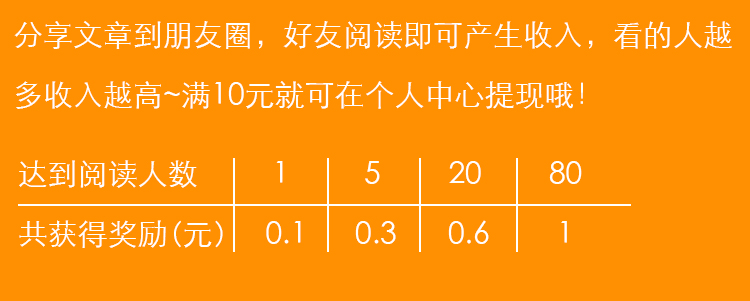 分享文章到朋友圈，好友阅读即可产生收入，看的人越
多收入越高~满10元就可在个人中心提现哦！
达到阅读人数 1 5 20 80
共获得奖励(元) 0.1 0.3 0.6 1